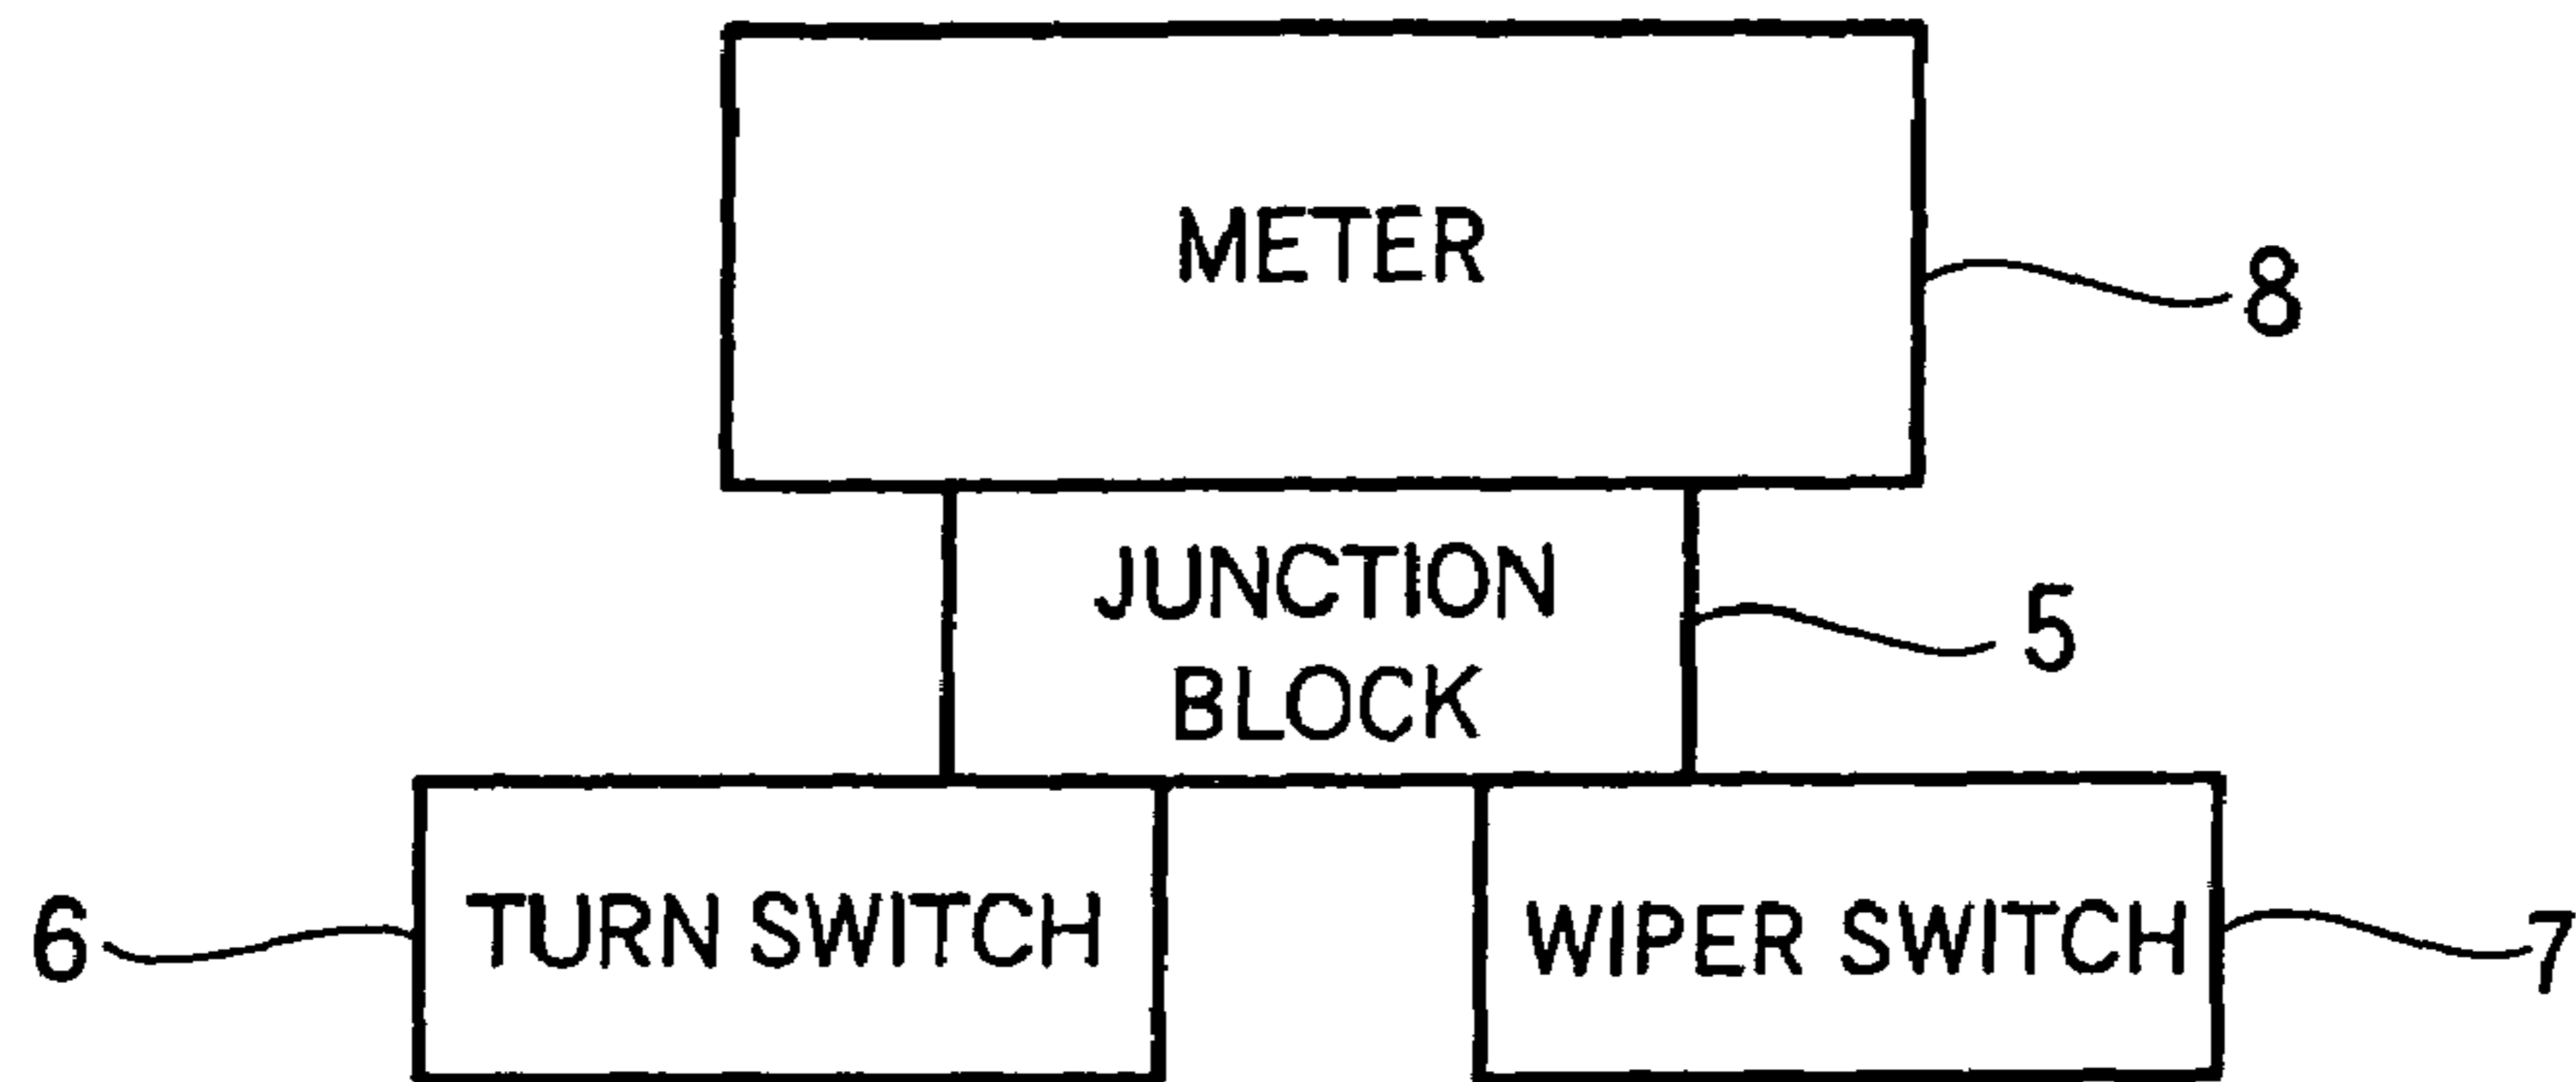 METER
8
JUNCTION
BLOCK
5
6
TURN SWITCH
WIPER SWITCH
7